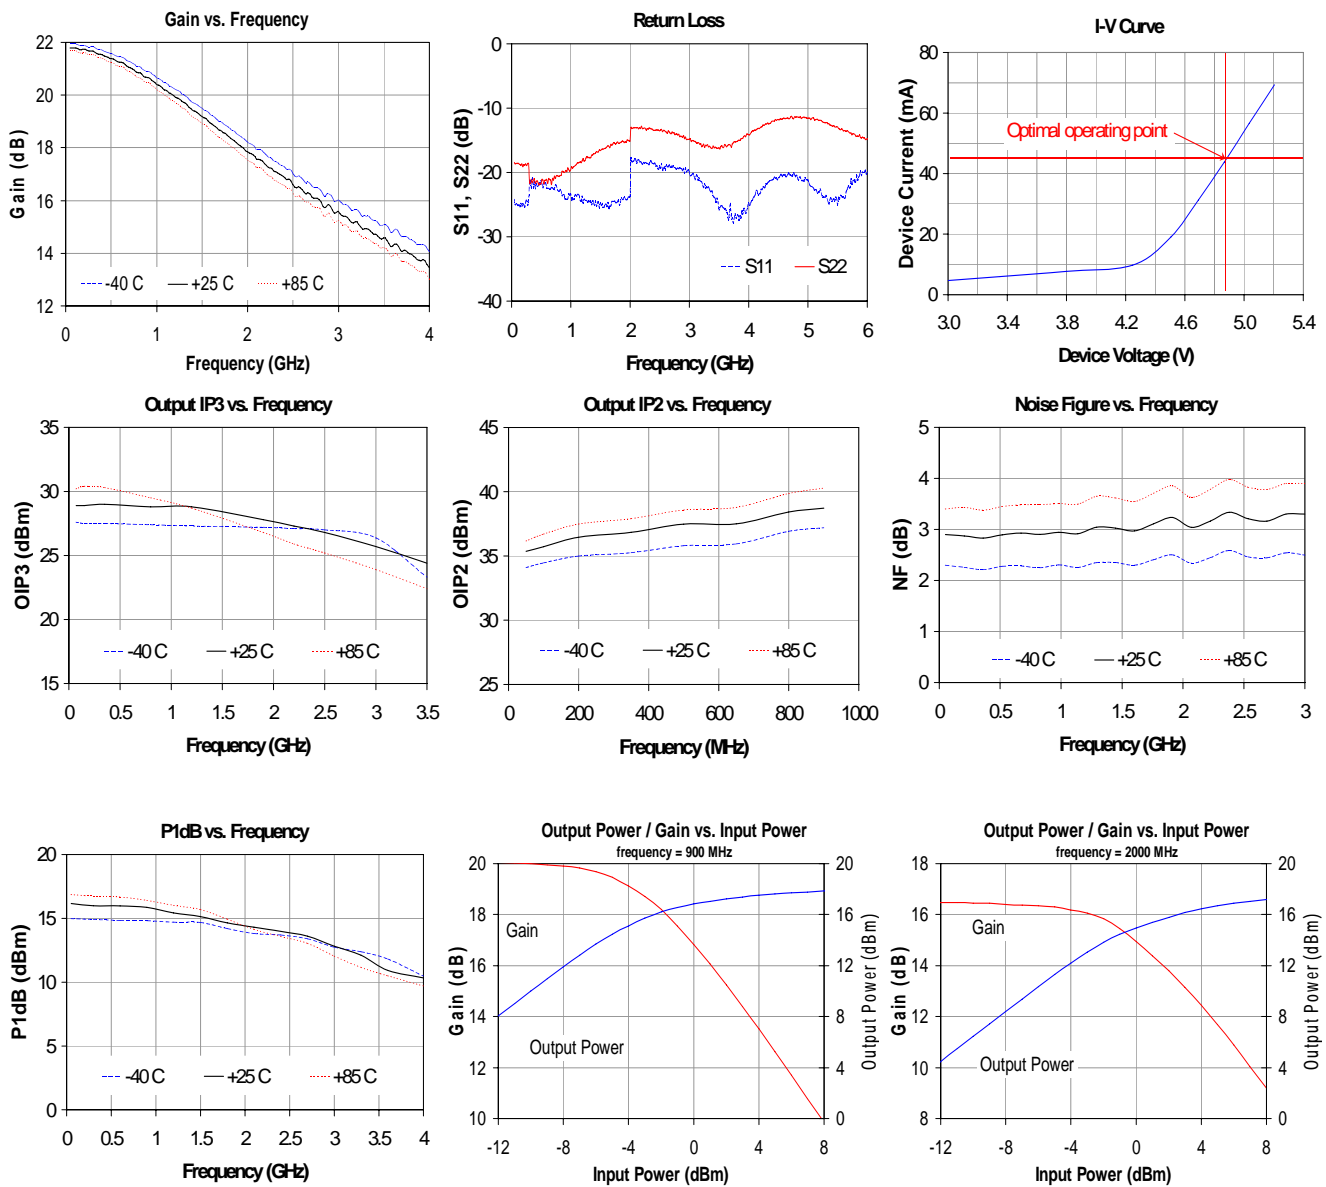 Gain vs. Frequency
22
20
18
16
14
12
Gain (dB)
-40 C
+25 C
+85 C
0
1
2
3
4
Frequency (GHz)
Return Loss
0
-10
-20
-30
-40
S11, S22 (dB)
S11
S22
0
1
2
3
4
5
6
Frequency (GHz)
I-V Curve
80
60
40
20
0
Device Current (mA)
Optimal operating point
3.0
3.4
3.8
4.2
4.6
5.0
5.4
Device Voltage (V)
Output IP3 vs. Frequency
35
30
25
20
15
OIP3 (dBm)
-40 C
+25 C
+85 C
0
0.5
1
1.5
2
2.5
3
3.5
Frequency (GHz)
Output IP2 vs. Frequency
45
40
35
30
25
OIP2 (dBm)
-40 C
+25 C
+85 C
0
200
400
600
800
1000
Frequency (MHz)
Noise Figure vs. Frequency
5
4
3
2
1
0
NF (dB)
-40 C
+25 C
+85 C
0
0.5
1
1.5
2
2.5
3
Frequency (GHz)
P1dB vs. Frequency
20
15
10
5
0
P1dB (dBm)
-40 C
+25 C
+85 C
0
0.5
1
1.5
2
2.5
3
3.5
4
Frequency (GHz)
Output Power / Gain vs. Input Power
frequency = 900 MHz
20
18
16
14
12
10
Gain (dB)
Gain
Output Power
20
16
12
8
4
0
Output Power (dBm)
-12
-8
-4
0
4
8
Input Power (dBm)
Output Power / Gain vs. Input Power
frequency = 2000 MHz
18
16
14
12
10
8
Gain (dB)
Gain
Output Power
20
16
12
8
4
0
Output Power (dBm)
-12
-8
-4
0
4
8
Input Power (dBm)